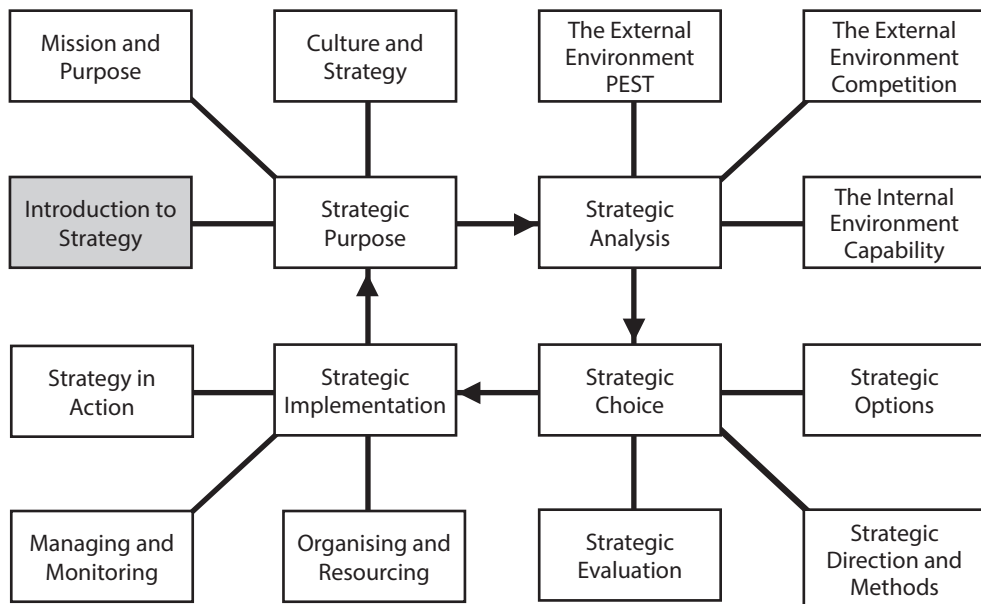 Mission and
Purpose
Culture and
Strategy
The External
Environment
PEST
The External
Environment
Competition
Introduction to
Strategy
Strategic
Purpose
Strategic
Analysis
The Internal
Environment
Capability
Strategy in
Action
Strategic
Implementation
Strategic
Choice
Strategic
Options
Managing and
Monitoring
Organising and
Resourcing
Strategic
Evaluation
Strategic
Direction and
Methods